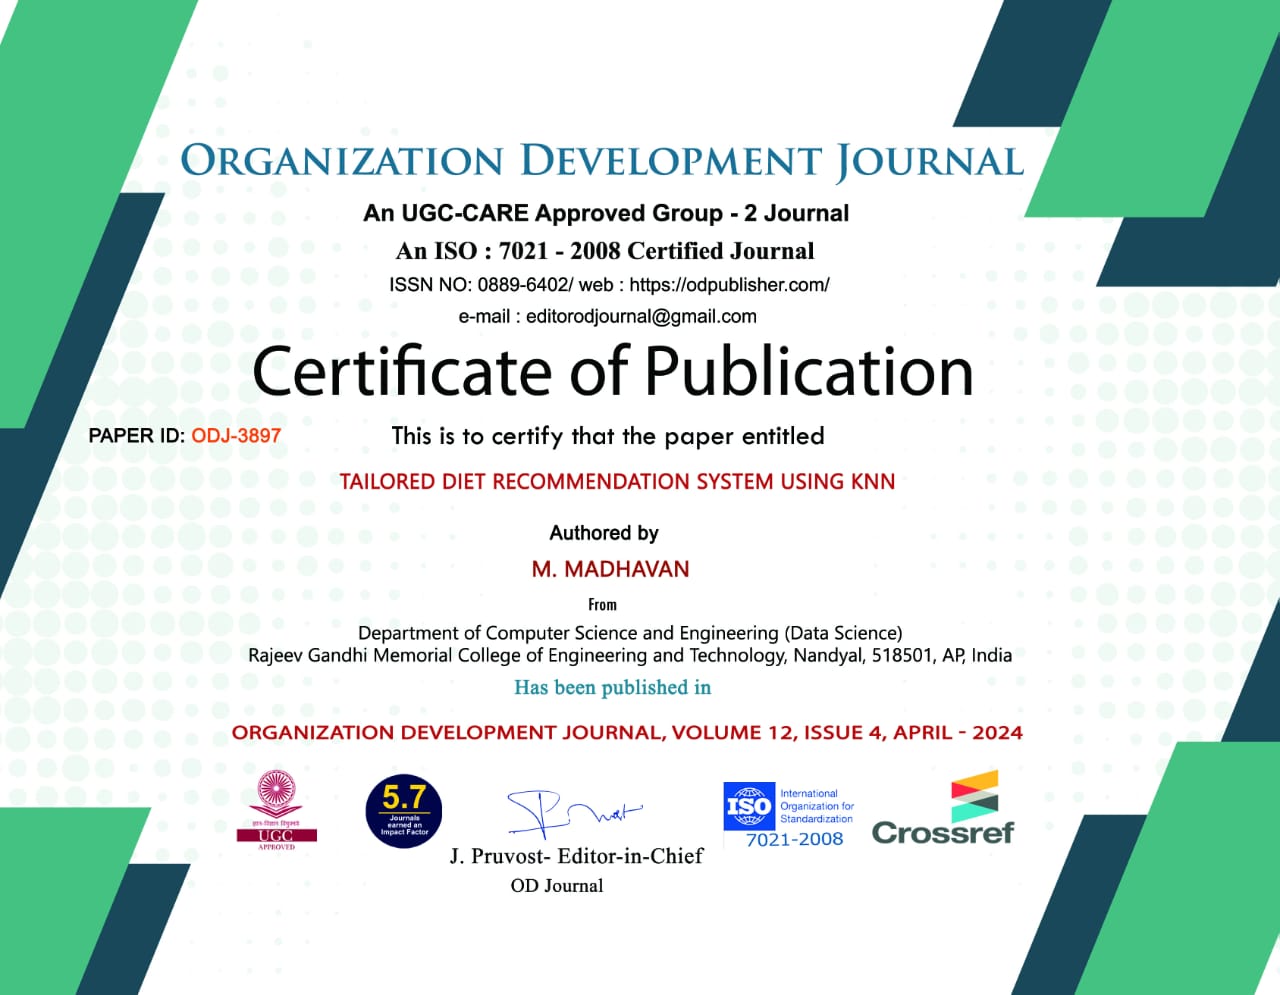 ORGANIZATION DEVELOPMENT JOURNAL
An UGC-CARE Approved Group - 2 Journal
An ISO : 7021 - 2008 Certified Journal
ISSN NO: 0889-6402/ web : https://odpublisher.com/
e-mail : editorodjournal@gmail.com
Certificate of Publication
PAPER ID: ODJ-3897
This is to certify that the paper entitled
TAILORED DIET RECOMMENDATION SYSTEM USING KNN
Authored by
M. MADHAVAN
From
Department of Computer Science and Engineering (Data Science)
Rajeev Gandhi Memorial College of Engineering and Technology, Nandyal, 518501, AP, India
Has been published in
ORGANIZATION DEVELOPMENT JOURNAL, VOLUME 12, ISSUE 4, APRIL - 2024
ज्ञान-विज्ञान विमुक्तये
UGC
APPROVED
5.7
Journals
earned an
Impact Factor
J. Pruvost- Editor-in-Chief
OD Journal
ISO
International
Organization for
Standardization
7021-2008
Crossref